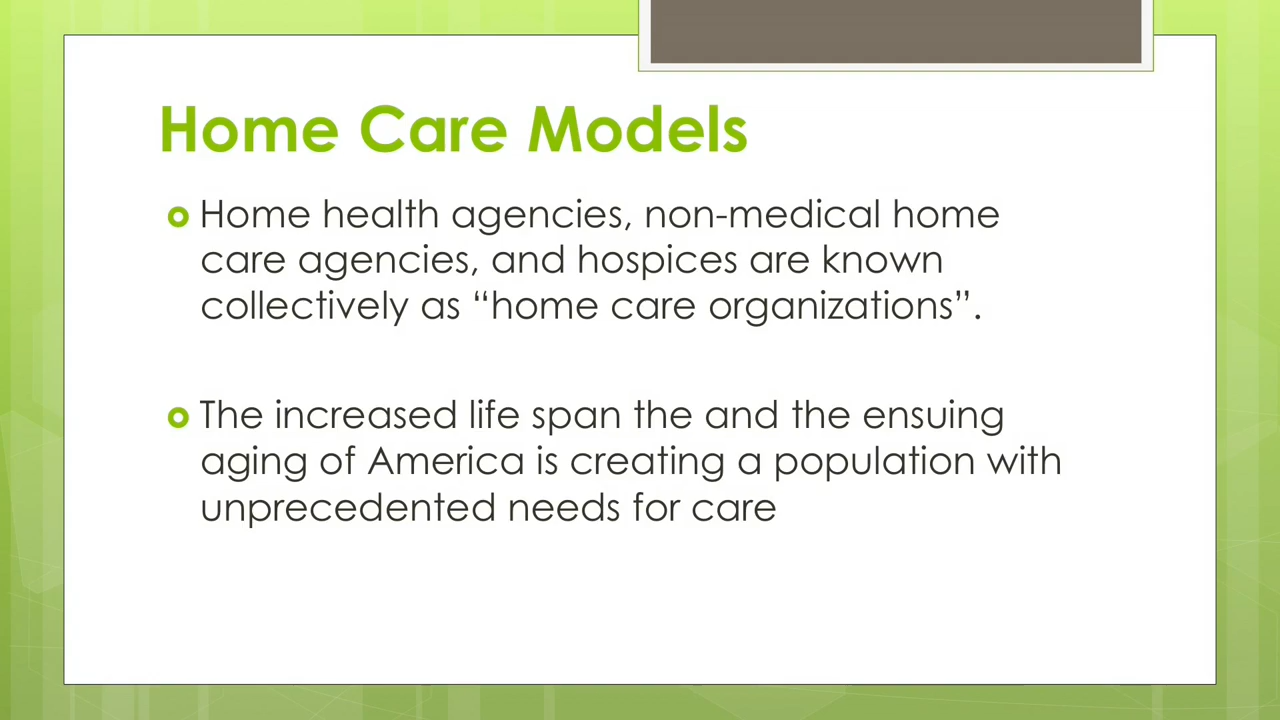 Home Care Models
Home health agencies, non-medical home
care agencies, and hospices are known
collectively as “home care organizations”.
The increased life span the and the ensuing
aging of America is creating a population with
unprecedented needs for care